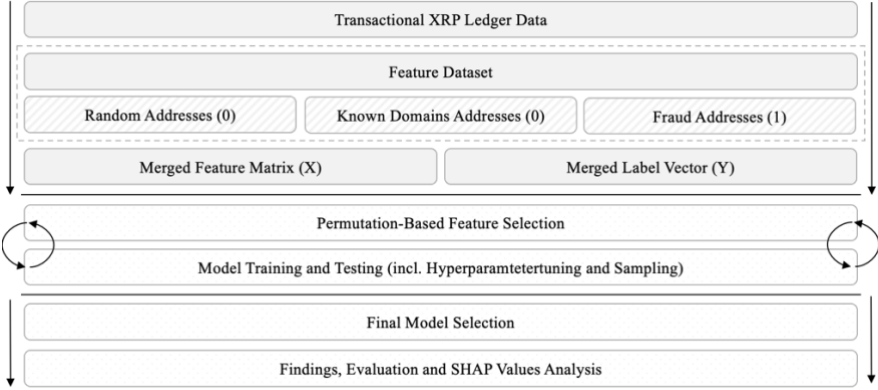 Transactional XRP Ledger Data
Feature Dataset
Random Addresses (0)
Known Domains Addresses (0)
Fraud Addresses (1)
Merged Feature Matrix (X)
Merged Label Vector (Y)
Permutation-Based Feature Selection
Model Training and Testing (incl. Hyperparamtetertuning and Sampling)
Final Model Selection
Findings, Evaluation and SHAP Values Analysis